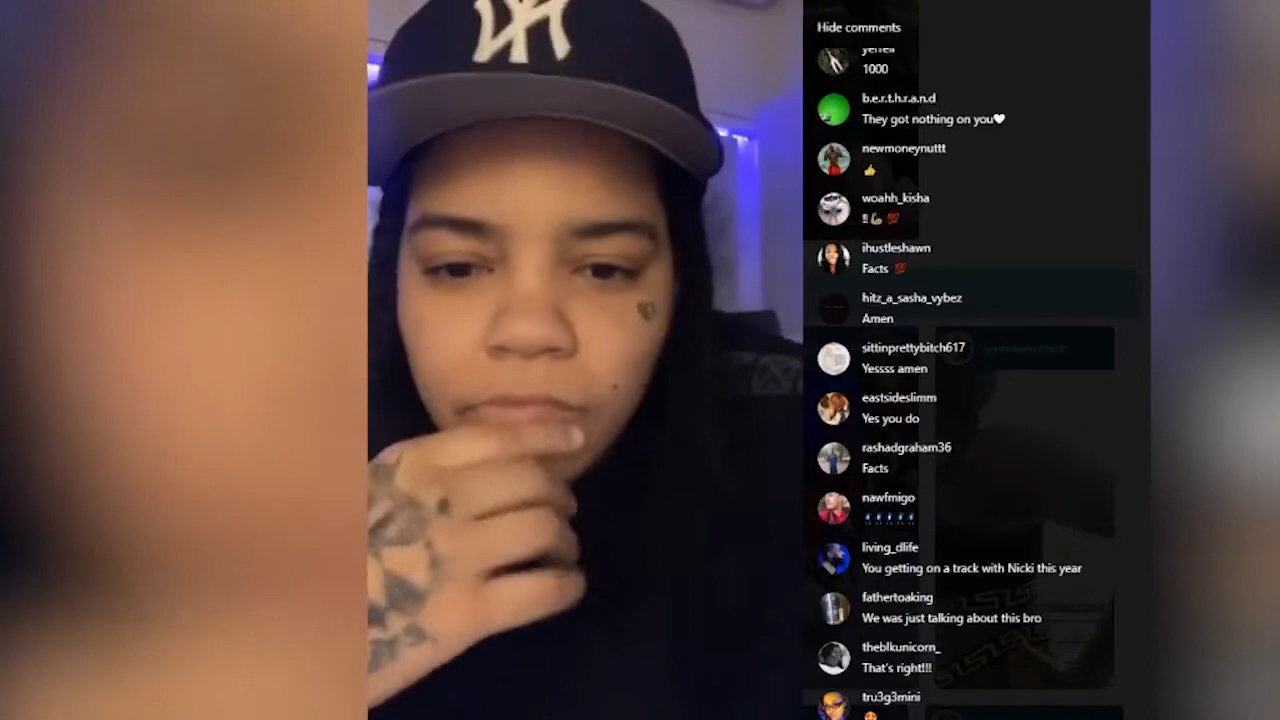 NY
Hide comments
1000
b.e.r.t.h.r.a.n.d
They got nothing on you🤍
newmoneynuttt
👍
woahh_kisha
‼️💪💯
ihustleshawn
Facts 💯
hitz_a_sasha_vybez
Amen
sittinprettybitch617
Yessss amen
eastsideslimm
Yes you do
rashadgraham36
Facts
nawfmigo
living_dlife
You getting on a track with Nicki this year
fathertoaking
We was just talking about this bro
theblkunicorn_
That's right!!!
tru3g3mini